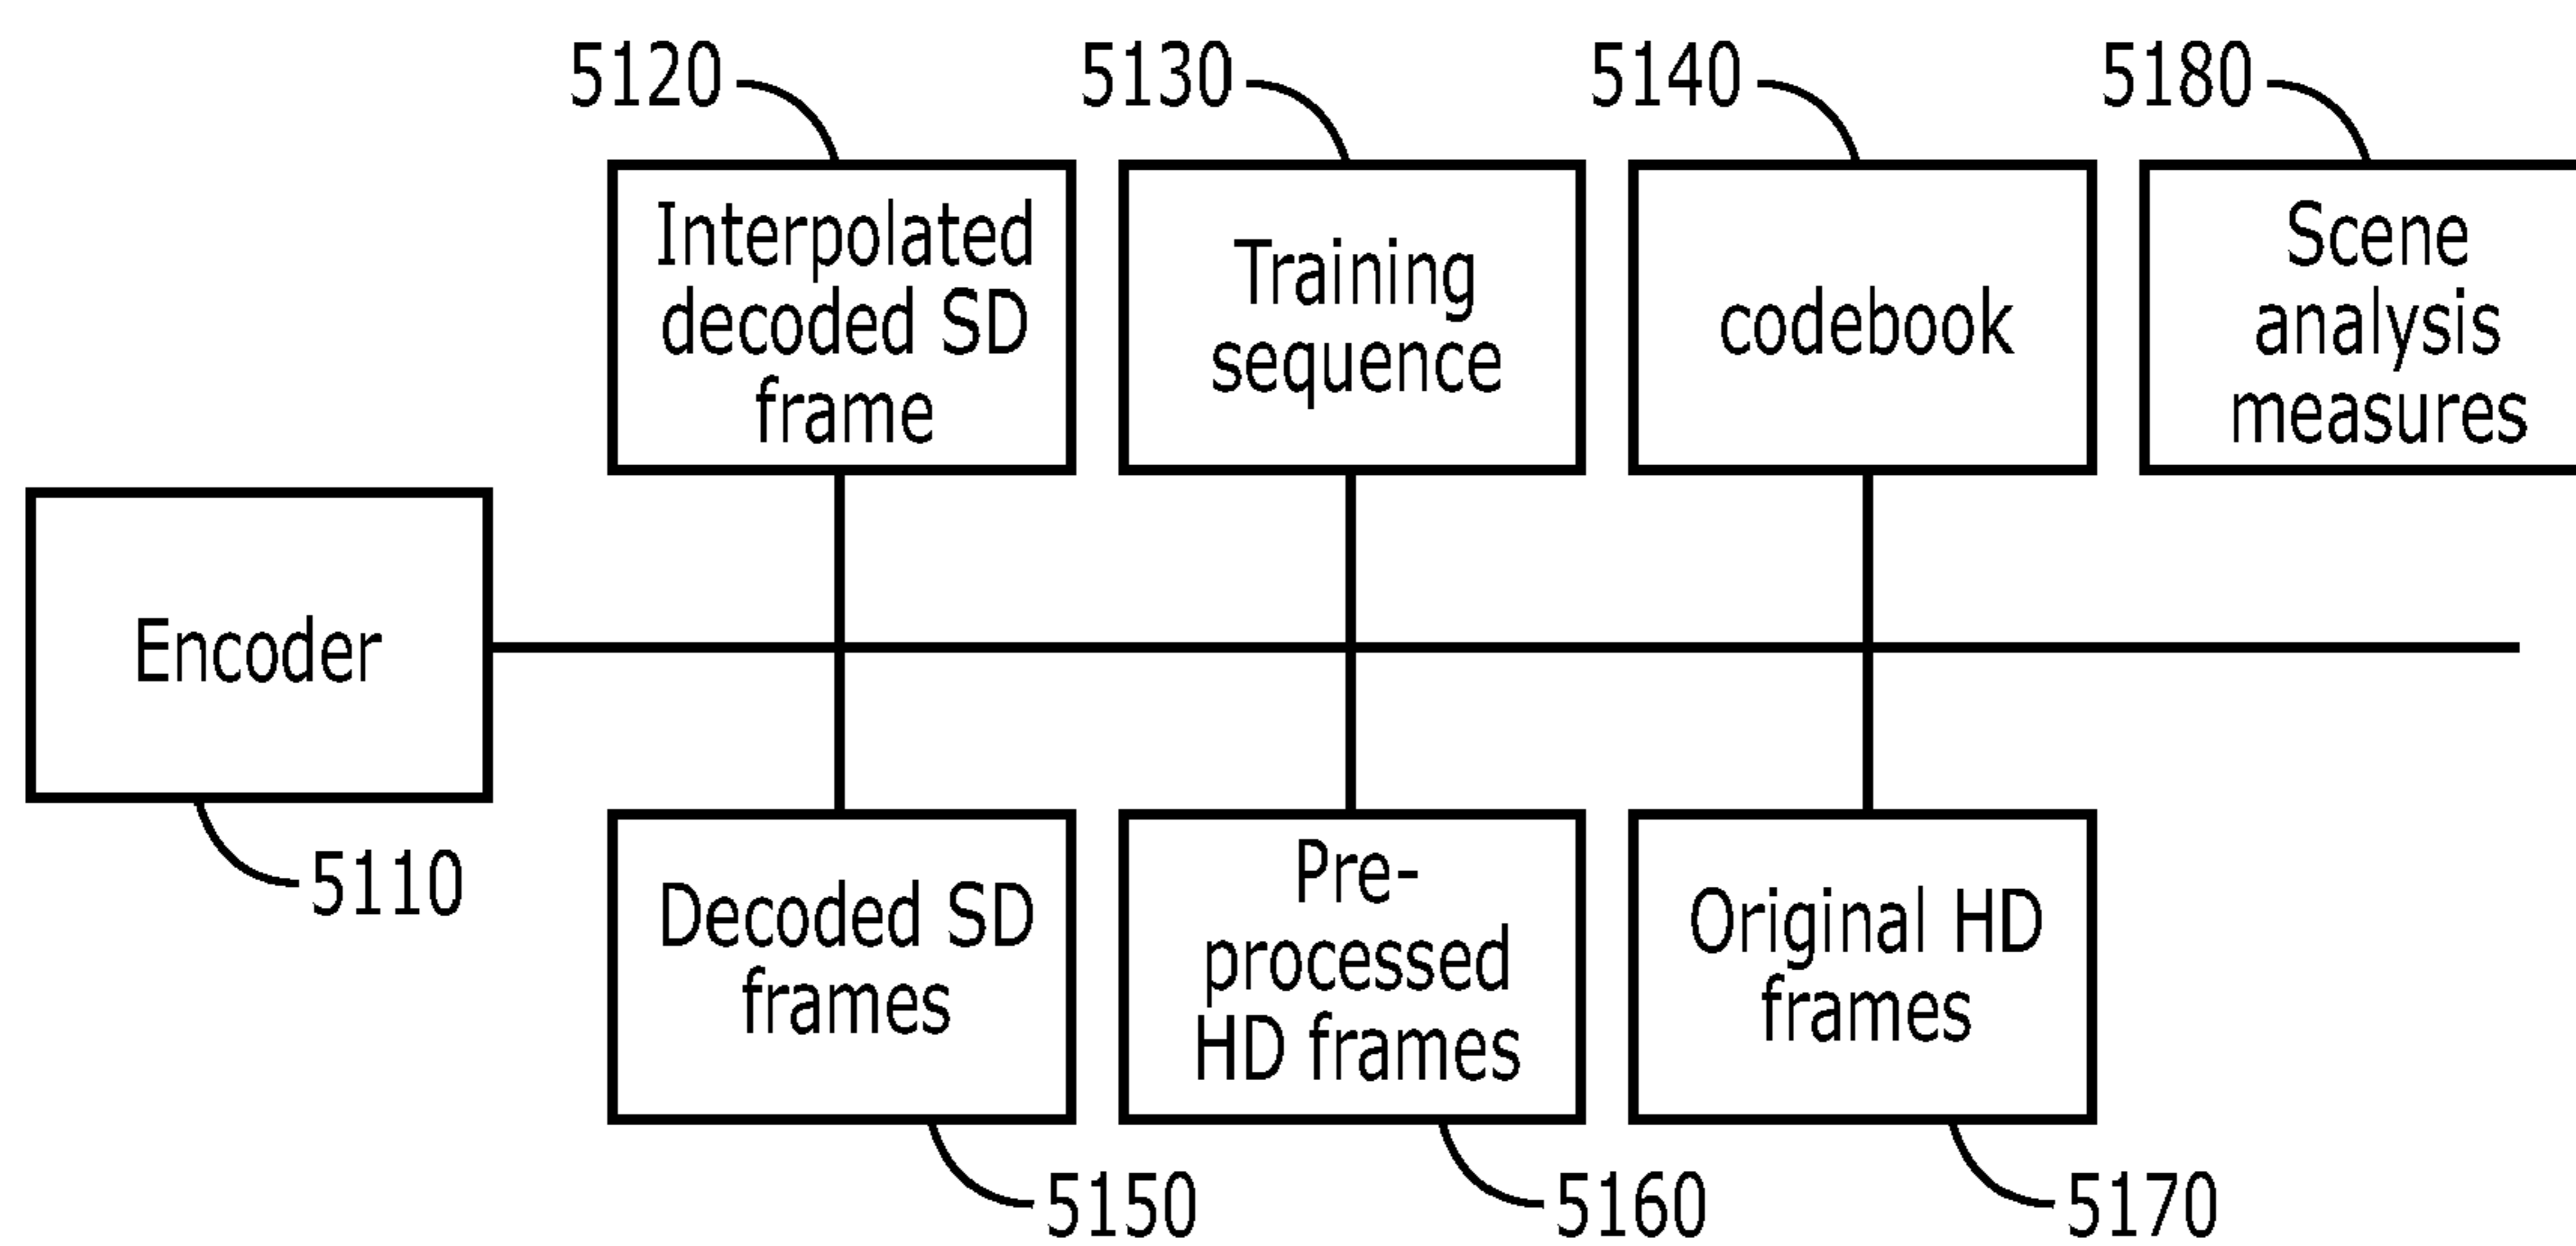 5120
5130
5140
5180
Interpolated
decoded SD
frame
Training
sequence
codebook
Scene
analysis
measures
Encoder
5110
Decoded SD
frames
Pre-
processed
HD frames
Original HD
frames
5150
5160
5170